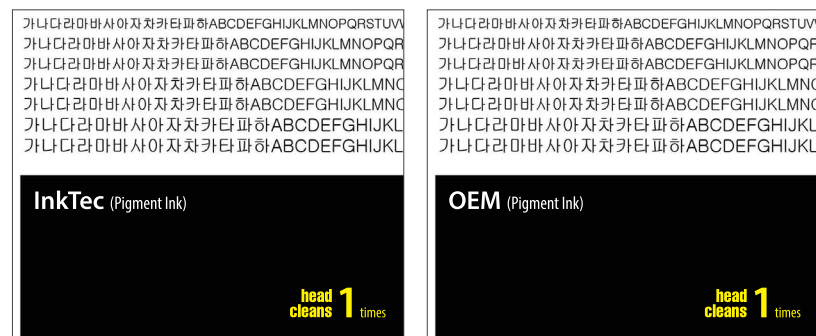 가나다라마바사아자차카타파하ABCDEFGHIJKLMNOPQRSTUV
가나다라마바사아자차카타파하ABCDEFGHIJKLMNOPQR
가나다라마바사아자차카타파하ABCDEFGHIJKLMNOPQR
가나다라마바사아자차카타파하ABCDEFGHIJKLMN
가나다라마바사아자차카타파하ABCDEFGHIJKLMN
가나다라마바사아자차카타파하ABCDEFGHIJKL
가나다라마바사아자차카타파하ABCDEFGHIJKL
InkTec (Pigment Ink)
head
cleans 1 times
가나다라마바사아자차카타파하ABCDEFGHIJKLMNOPQRSTUV
가나다라마바사아자차카타파하ABCDEFGHIJKLMNOPQR
가나다라마바사아자차카타파하ABCDEFGHIJKLMNOPQR
가나다라마바사아자차카타파하ABCDEFGHIJKLMN
가나다라마바사아자차카타파하ABCDEFGHIJKLMN
가나다라마바사아자차카타파하ABCDEFGHIJKL
가나다라마바사아자차카타파하ABCDEFGHIJKL
OEM (Pigment Ink)
head
cleans 1 times